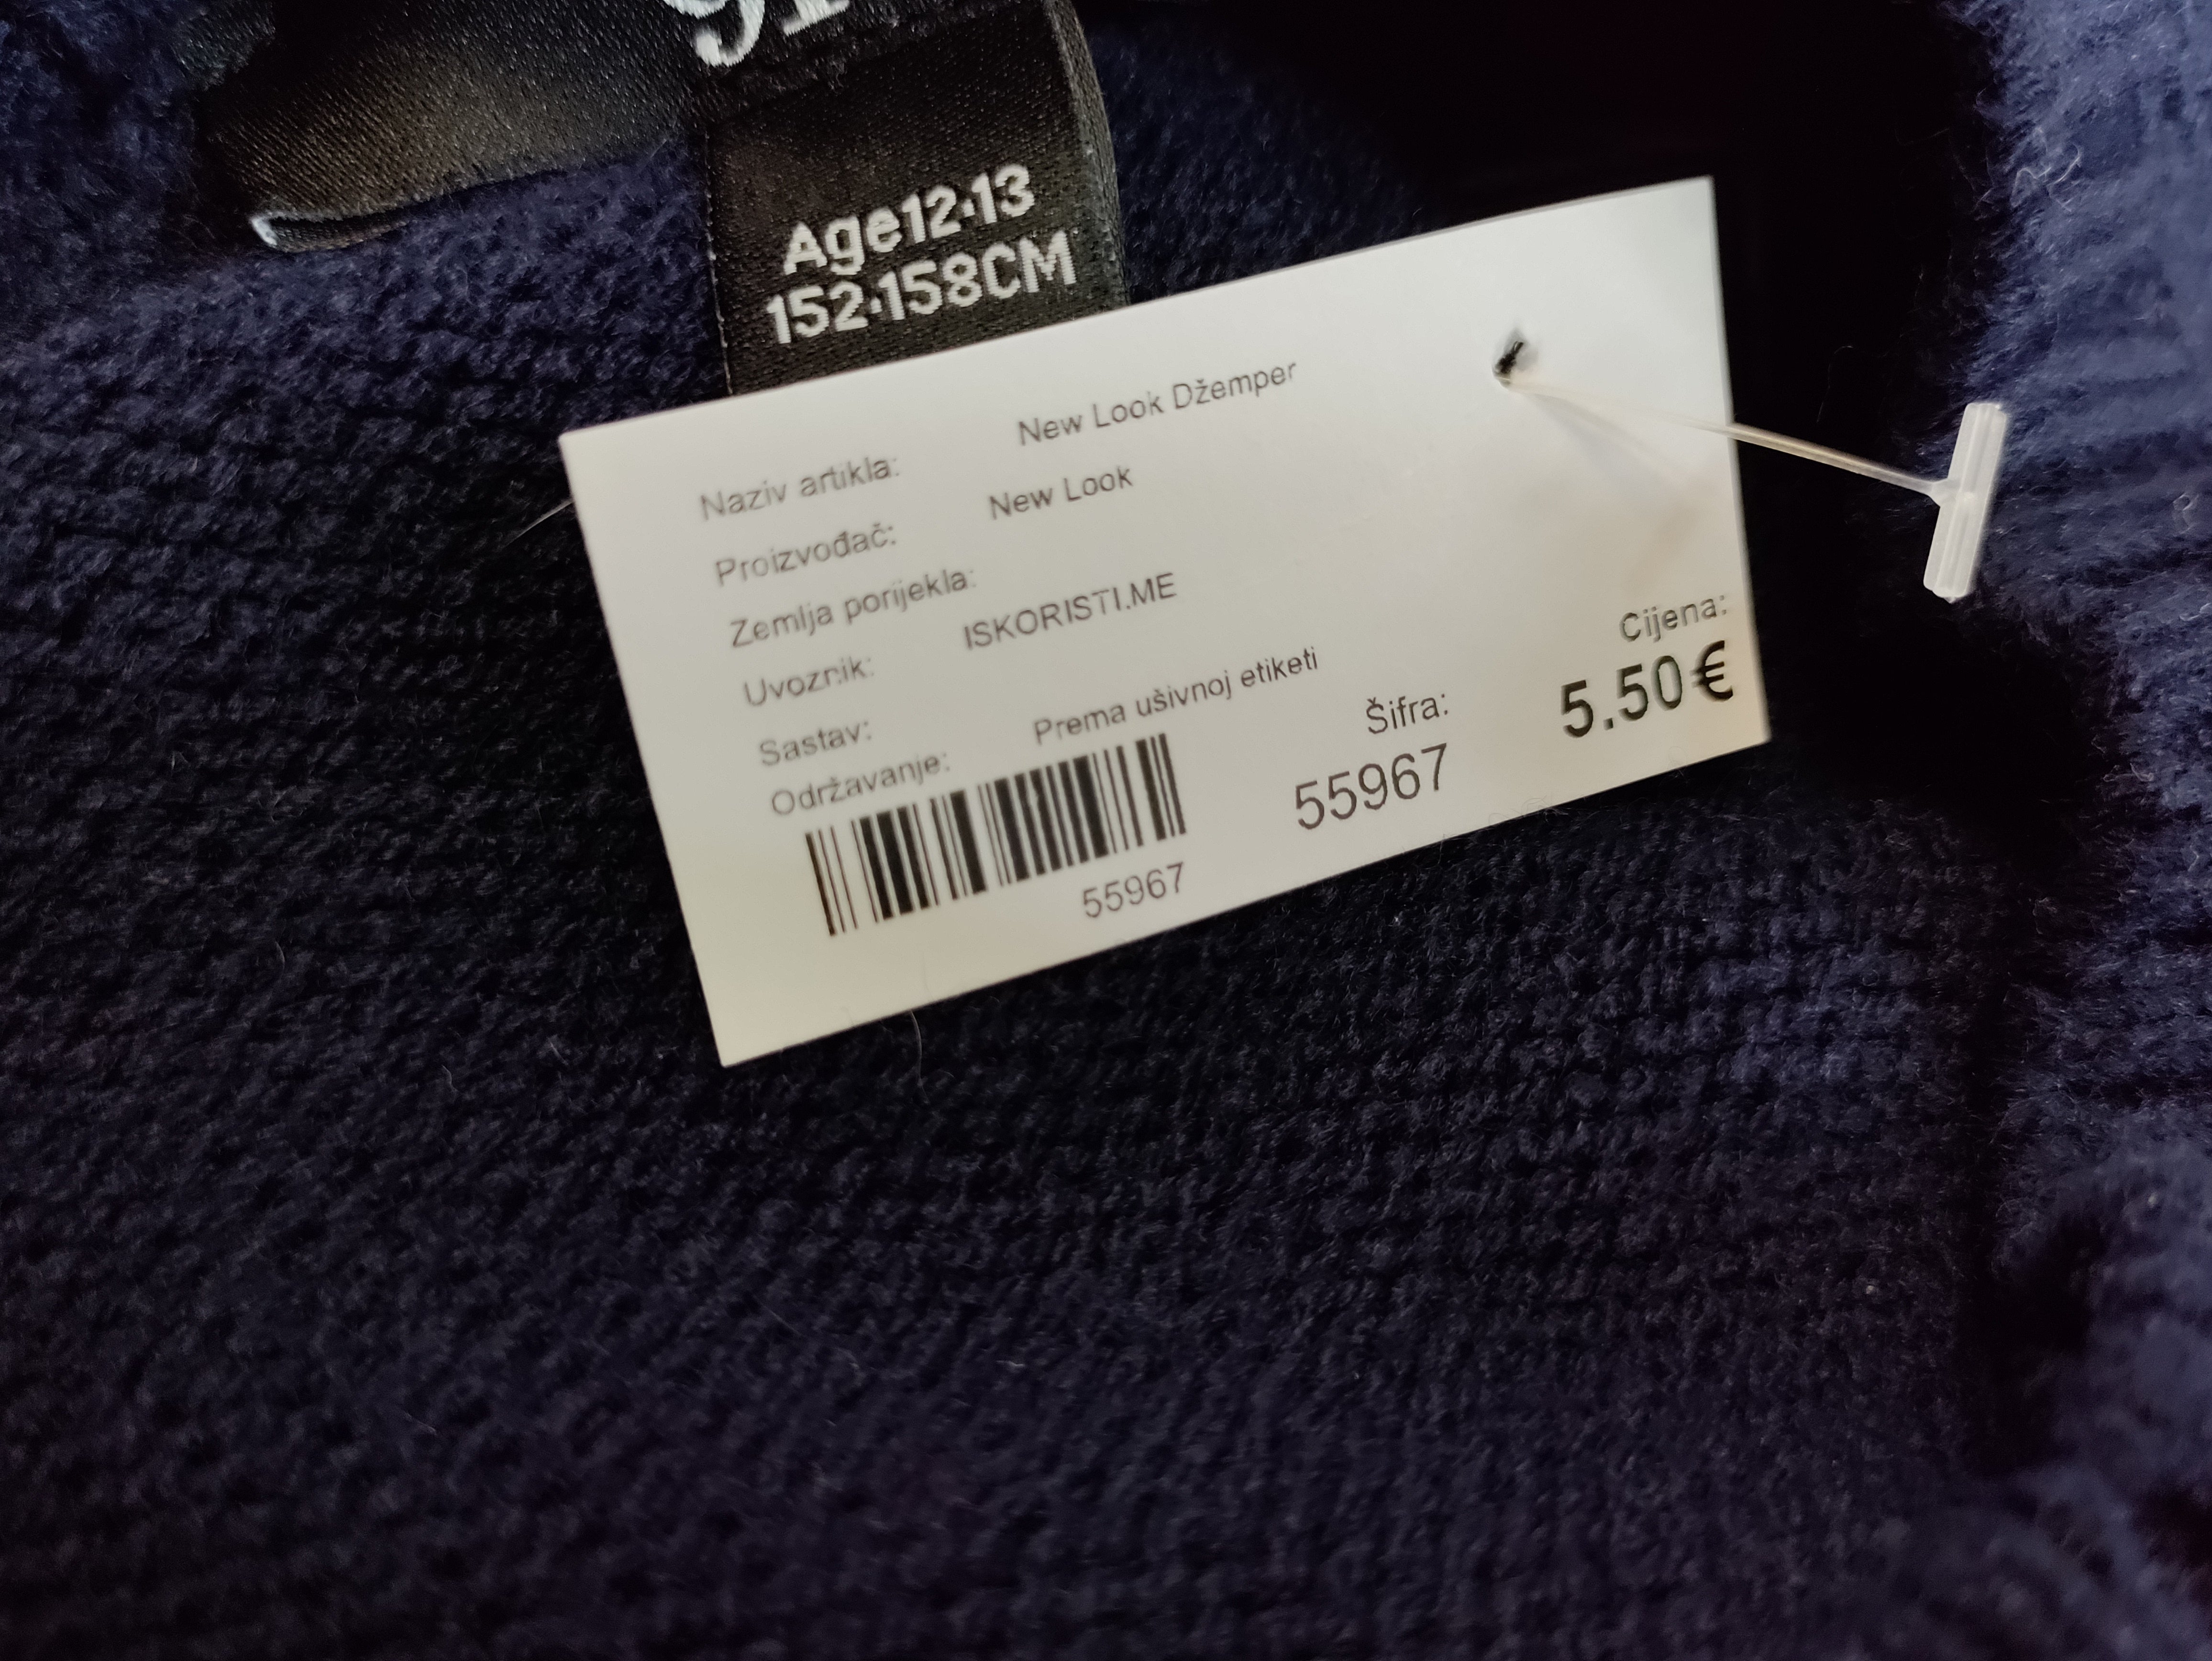 Age12-13
152-158CM
Naziv artikla: New Look Džemper
Proizvođač: New Look
Zemlja porijekla:
Uvoznik: ISKORISTI.ME
Sastav:
Održavanje: Prema ušivnoj etiketi
55967
Šifra:
55967
Cijena:
5.50€